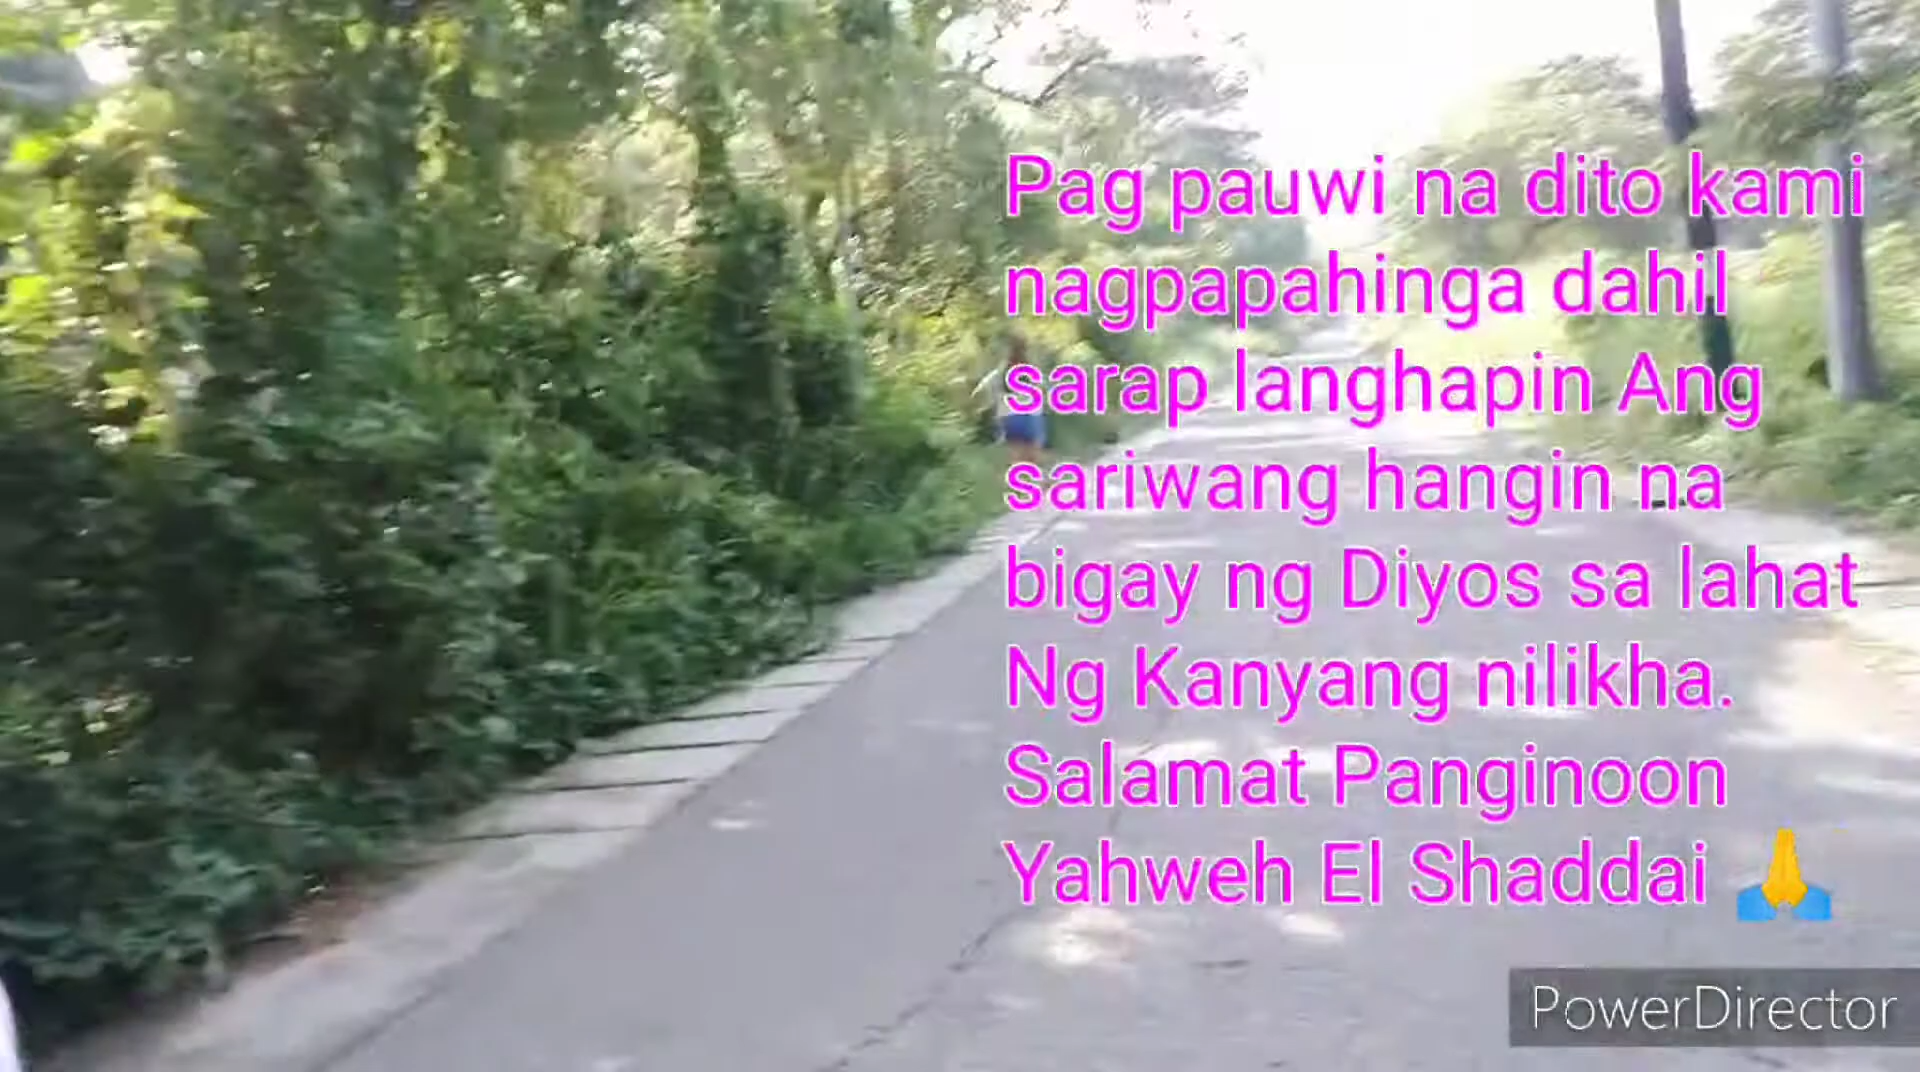 Pag pauwi na dito kami
nagpapahinga dahil
sarap langhapin Ang
sariwang hangin na
bigay ng Diyos sa lahat
Ng Kanyang nilikha.
Salamat Panginoon
Yahweh El Shaddai 🙏
PowerDirector